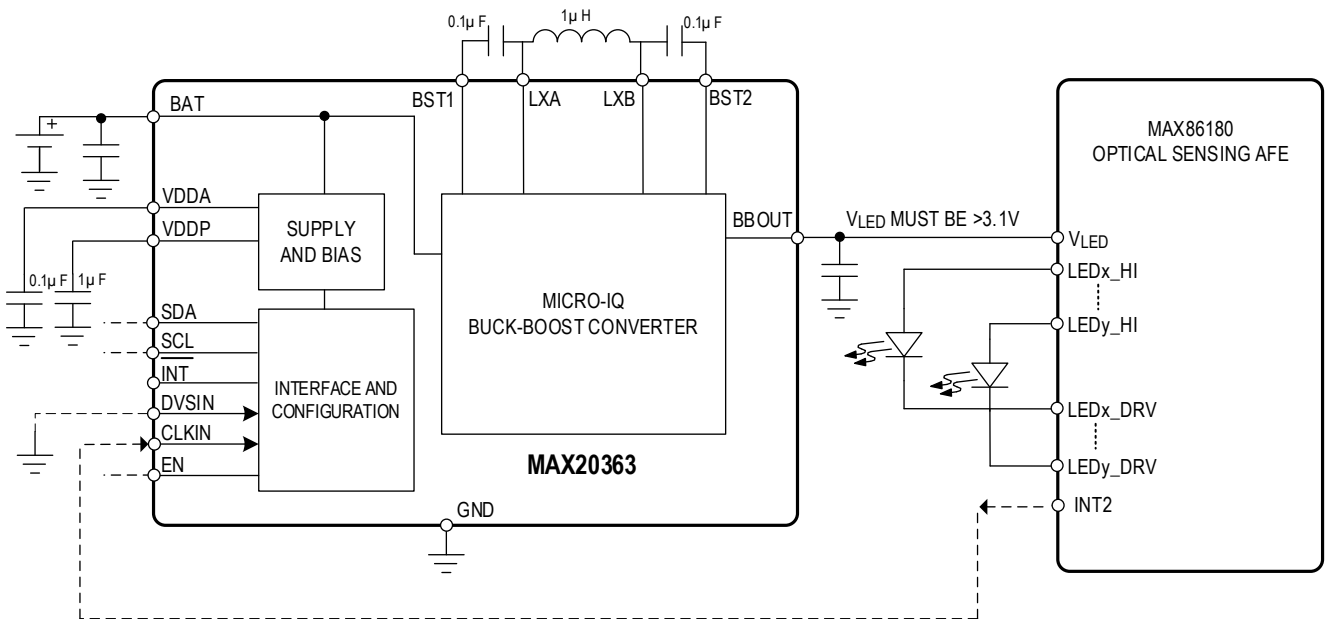 0.1µF
1µH
0.1µF
BST1
LXA
LXB
BST2
BAT
+
VDDA
VDDP
SUPPLY
AND BIAS
0.1µF
1µF
SDA
SCL
INT
DVSIN
CLKIN
EN
INTERFACE AND
CONFIGURATION
MICRO-IQ
BUCK-BOOST CONVERTER
MAX20363
GND
BBOUT
VLED MUST BE >3.1V
MAX86180
OPTICAL SENSING AFE
VLED
LEDx_HI
LEDy_HI
LEDx_DRV
LEDy_DRV
INT2